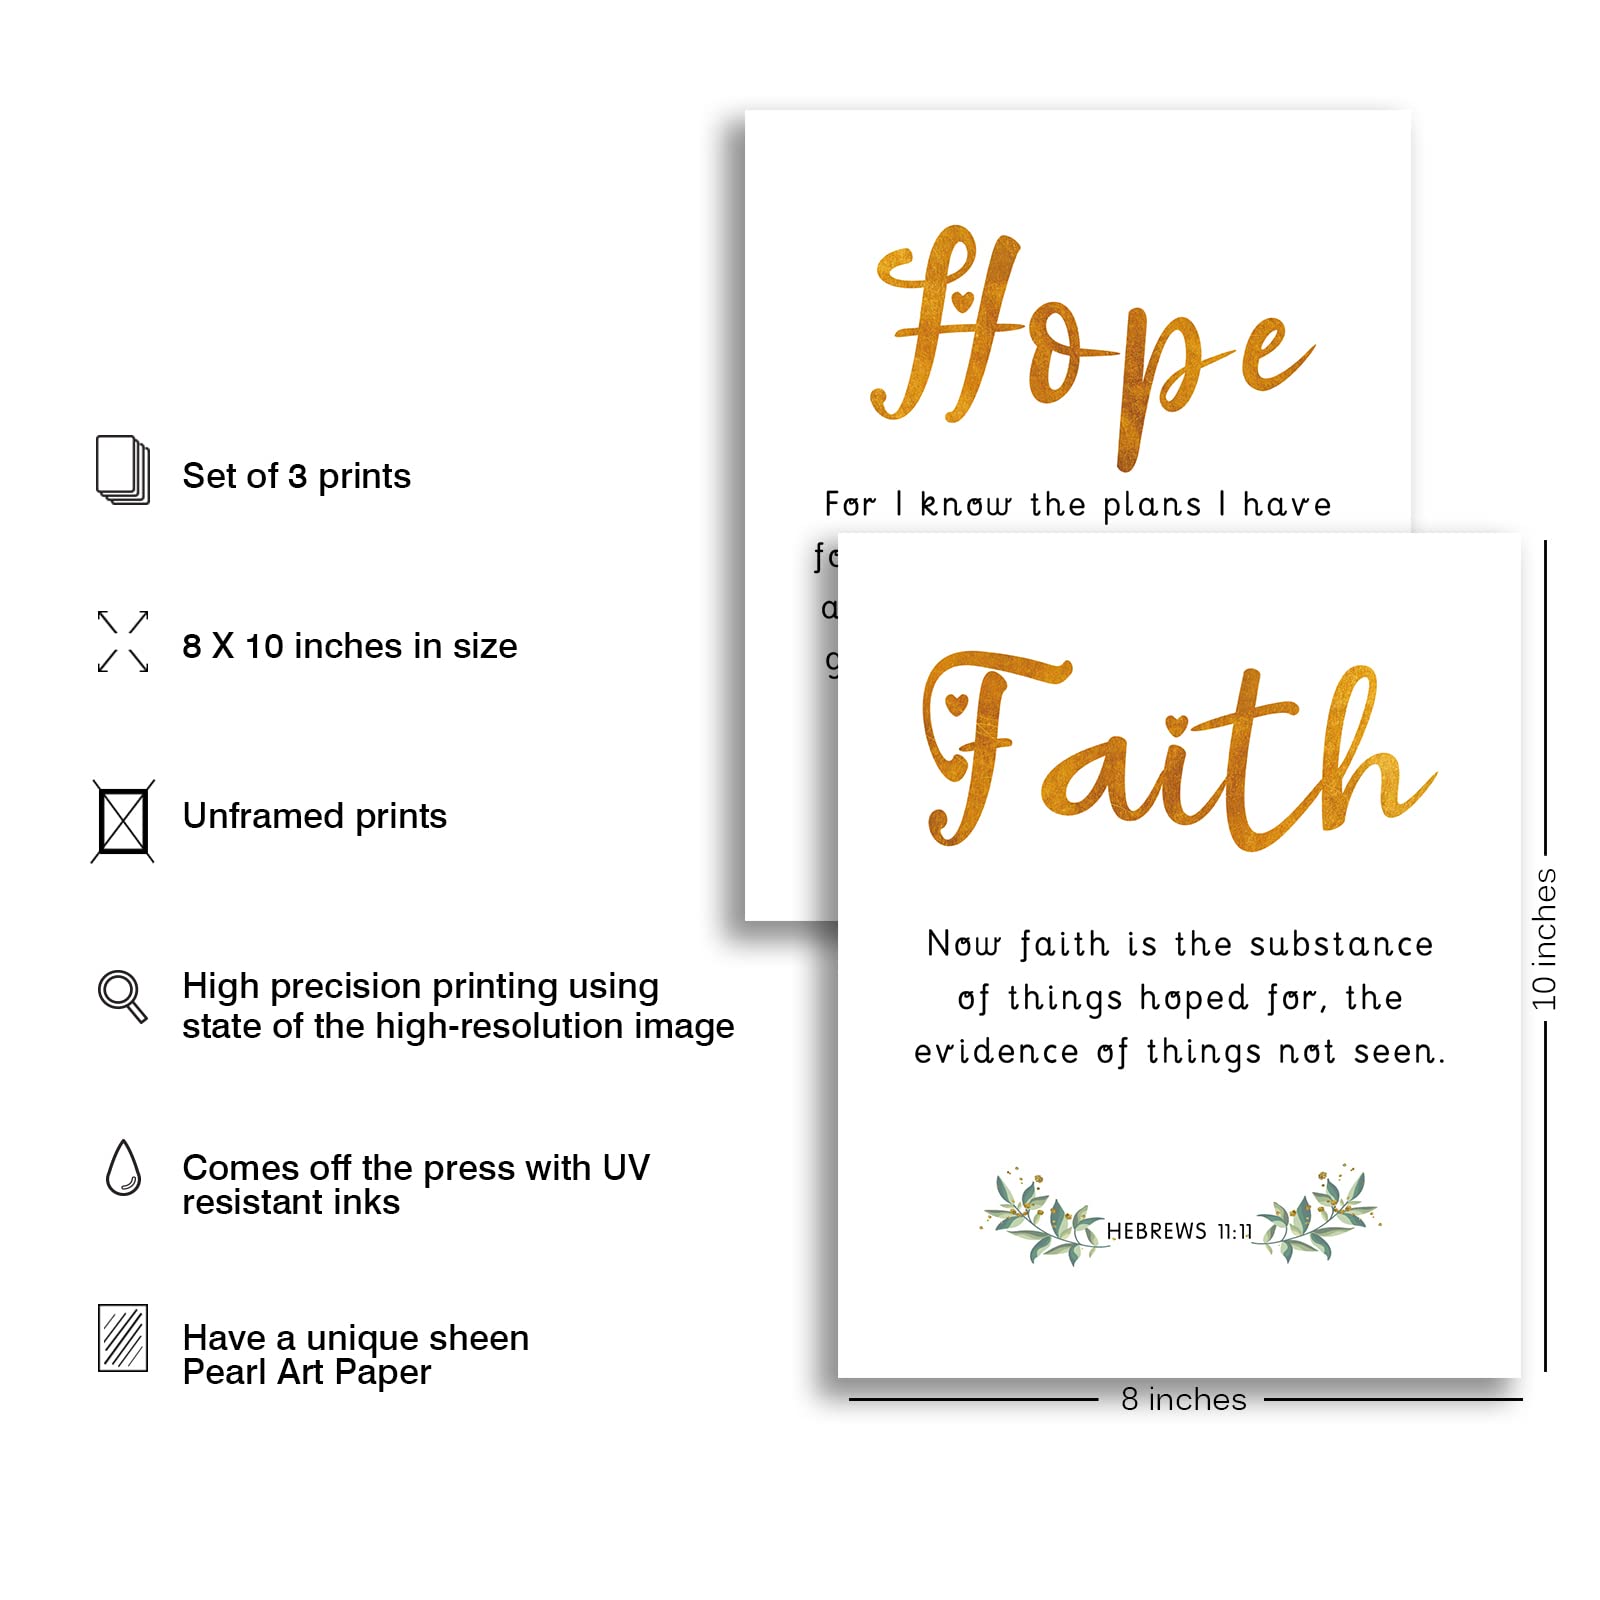 Set of 3 prints
8 X 10 inches in size
Unframed prints
High precision printing using
state of the high-resolution image
Comes off the press with UV
resistant inks
Have a unique sheen
Pearl Art Paper
Hope
For I know the plans I have
Faith
Now faith is the substance
of things hoped for, the
evidence of things not seen.
HEBREWS 11:11
10 inches
8 inches